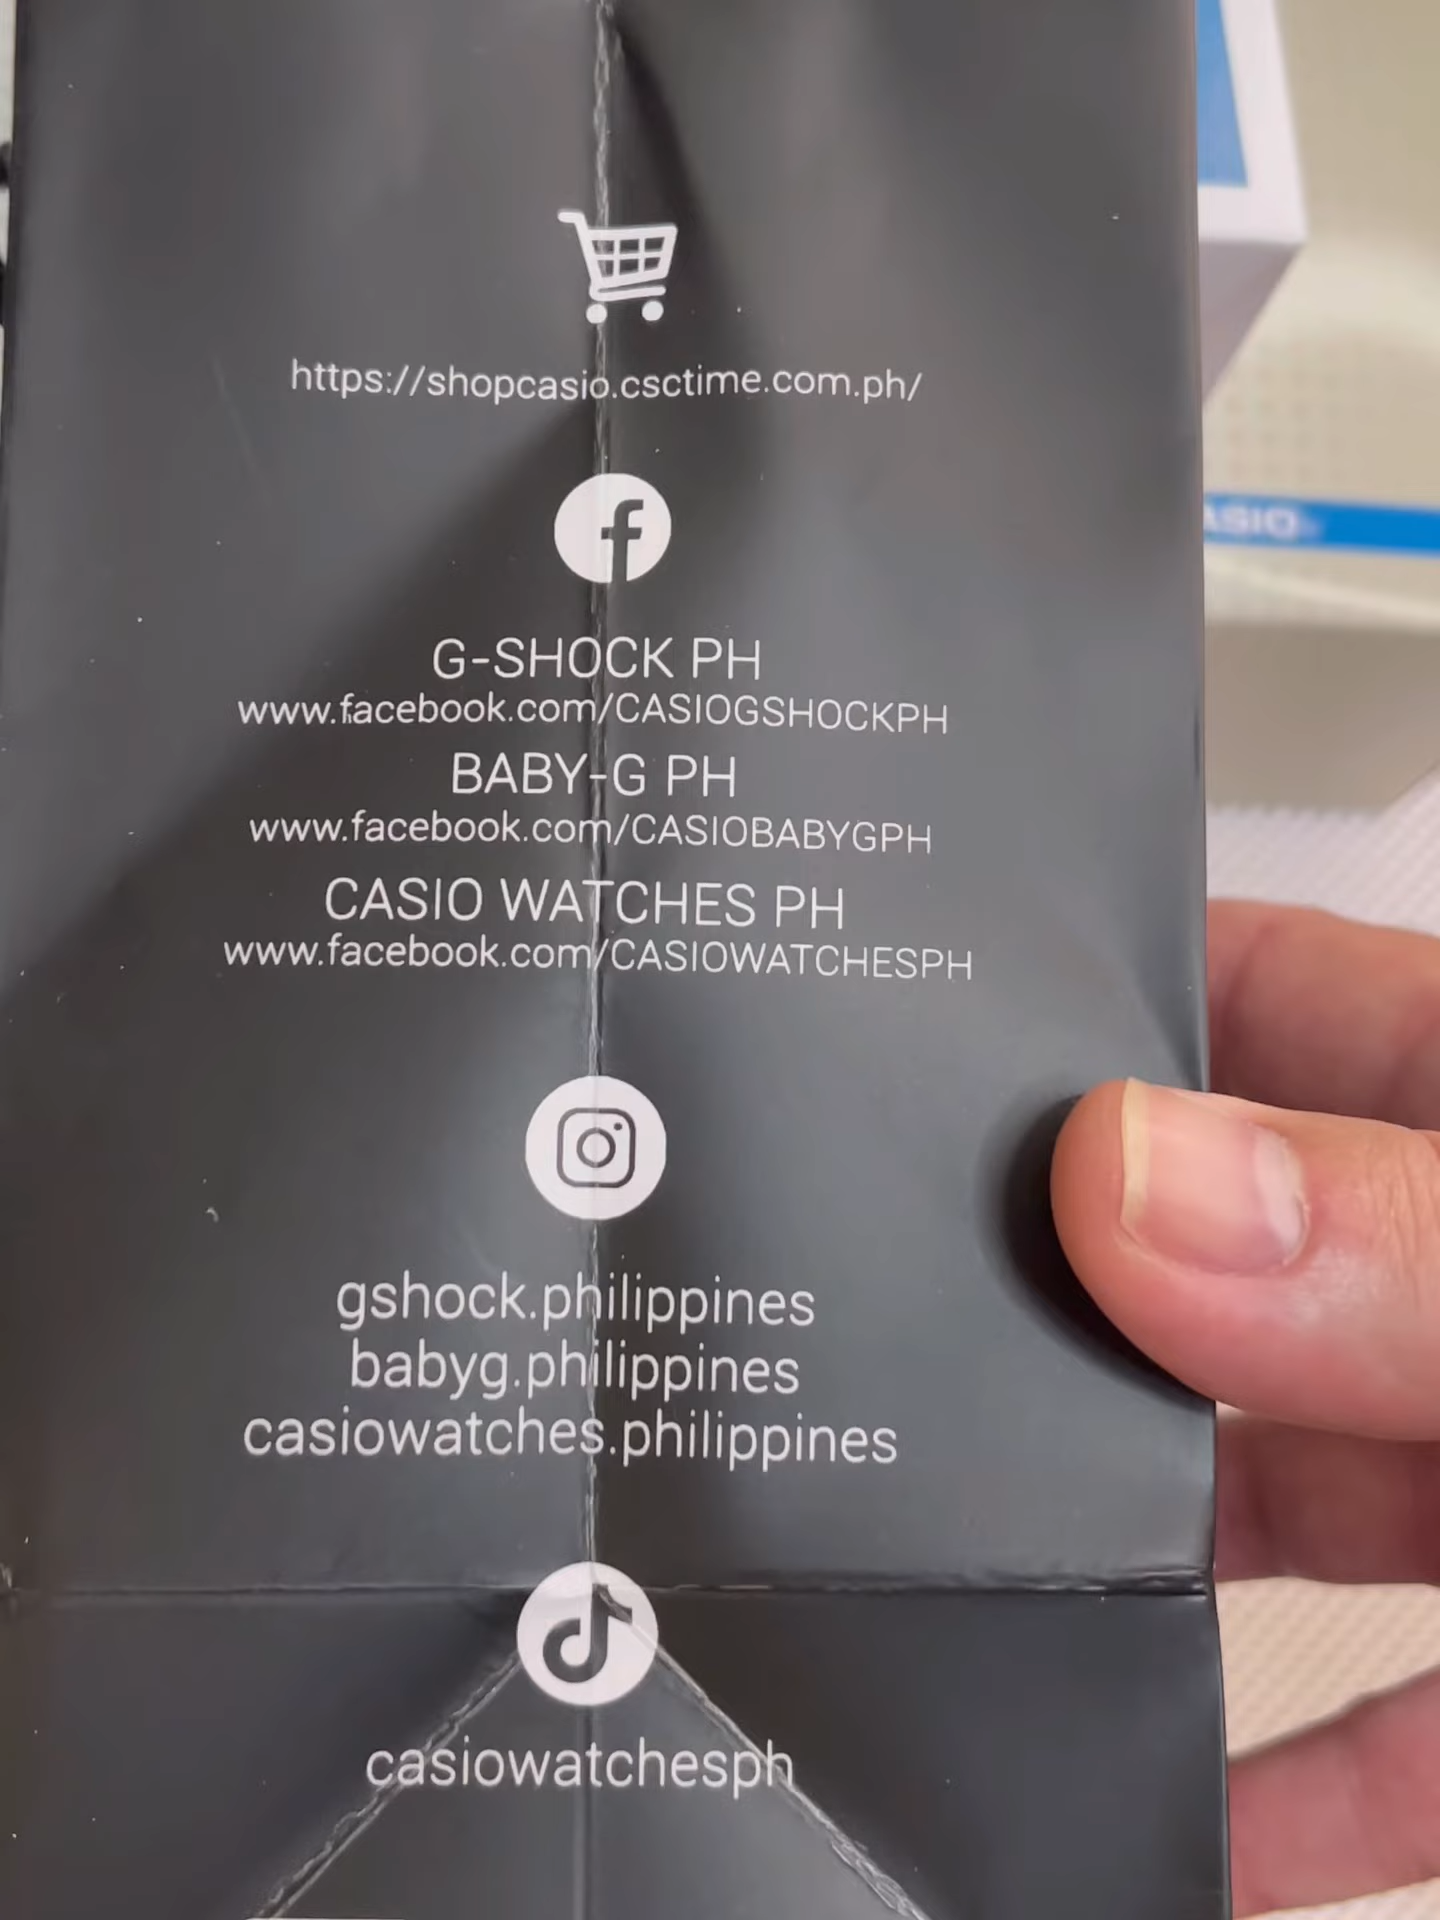 https://shopcasio.csctime.com.ph/
G-SHOCK PH
www.facebook.com/CASIOGSHOCKPH
BABY-G PH
www.facebook.com/CASIOBABYGPH
CASIO WATCHES PH
www.facebook.com/CASIOWATCHESPH
gshock.philippines
babyg.philippines
casiowatches.philippines
casiowatchesph
ASIO